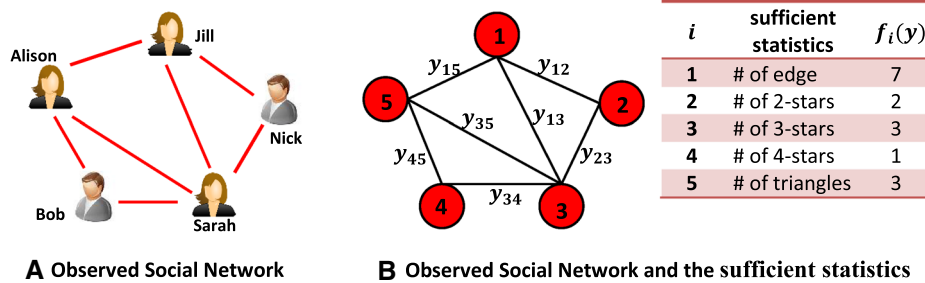 Alison
Jill
Nick
Bob
Sarah
A Observed Social Network
1
y₁₅
y₁₂
5
2
y₃₅
y₁₃
y₄₅
y₂₃
4
y₃₄
3
B Observed Social Network and the sufficient statistics
i sufficient statistics fᵢ(y)
1 # of edge 7
2 # of 2-stars 2
3 # of 3-stars 3
4 # of 4-stars 1
5 # of triangles 3